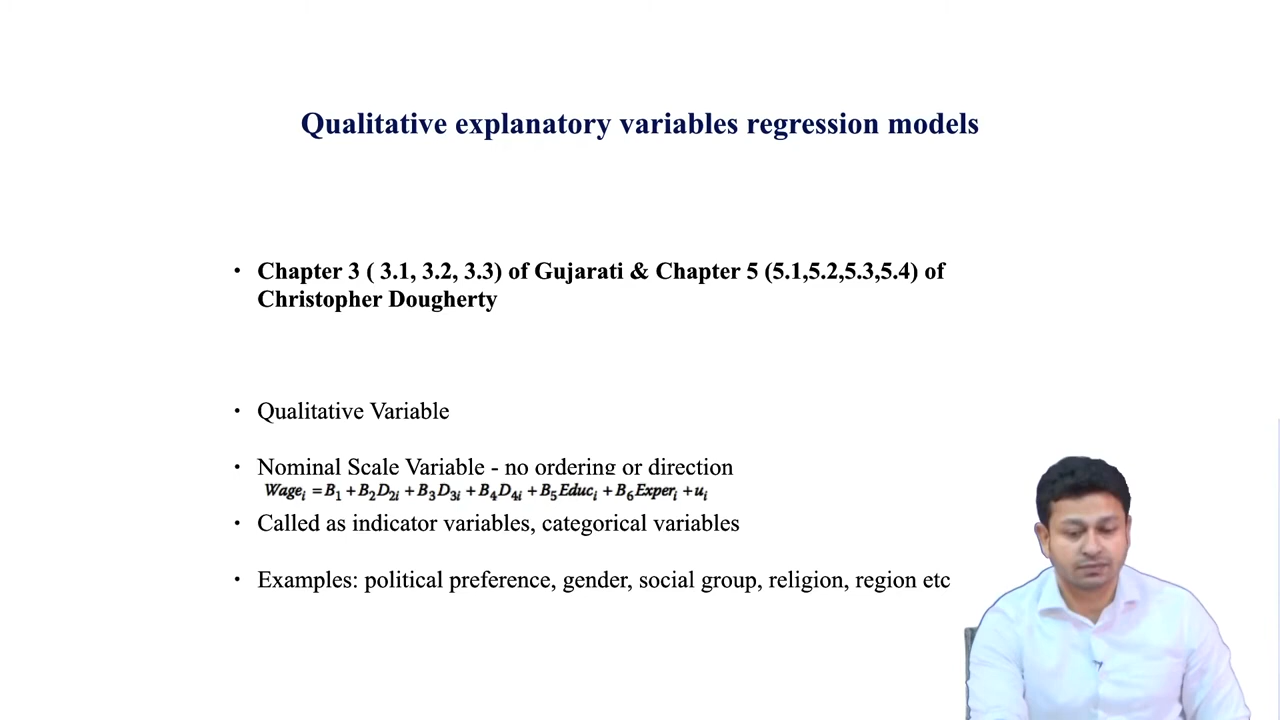 Qualitative explanatory variables regression models
• Chapter 3 ( 3.1, 3.2, 3.3) of Gujarati & Chapter 5 (5.1,5.2,5.3,5.4) of
Christopher Dougherty
• Qualitative Variable
• Nominal Scale Variable - no ordering or direction
Wageᵢ = B₁ + B₂D₂ᵢ + B₃D₃ᵢ + B₄D₄ᵢ + B₅Educᵢ + B₆Experᵢ + uᵢ
• Called as indicator variables, categorical variables
• Examples: political preference, gender, social group, religion, region etc